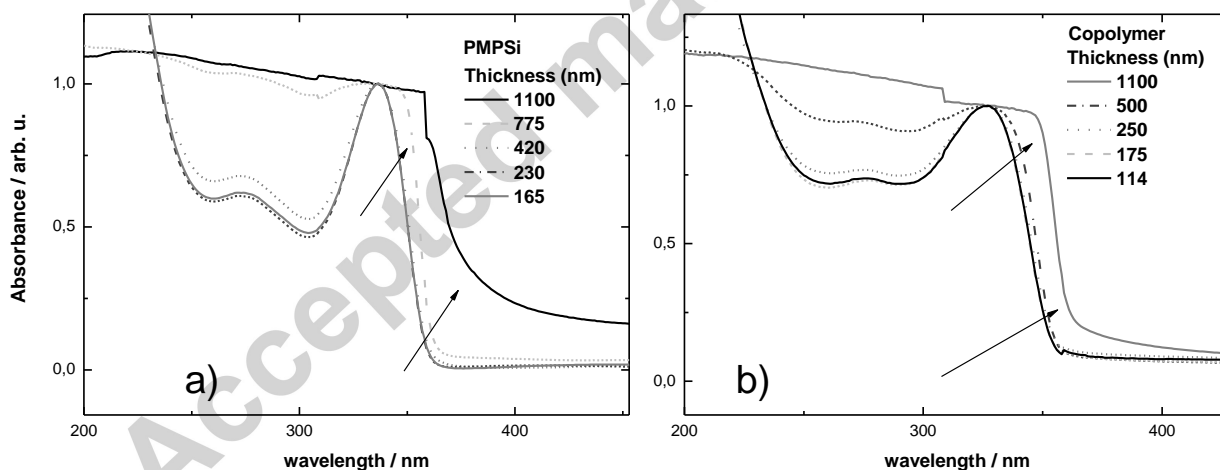 PMPSi
Thickness (nm)
1100
775
420
230
165
1,0
0,5
0,0
Absorbance / arb. u.
200
300
400
wavelength / nm
a)
Copolymer
Thickness (nm)
1100
500
250
175
114
1,0
0,5
0,0
200
300
400
wavelength / nm
b)
Accepted ma